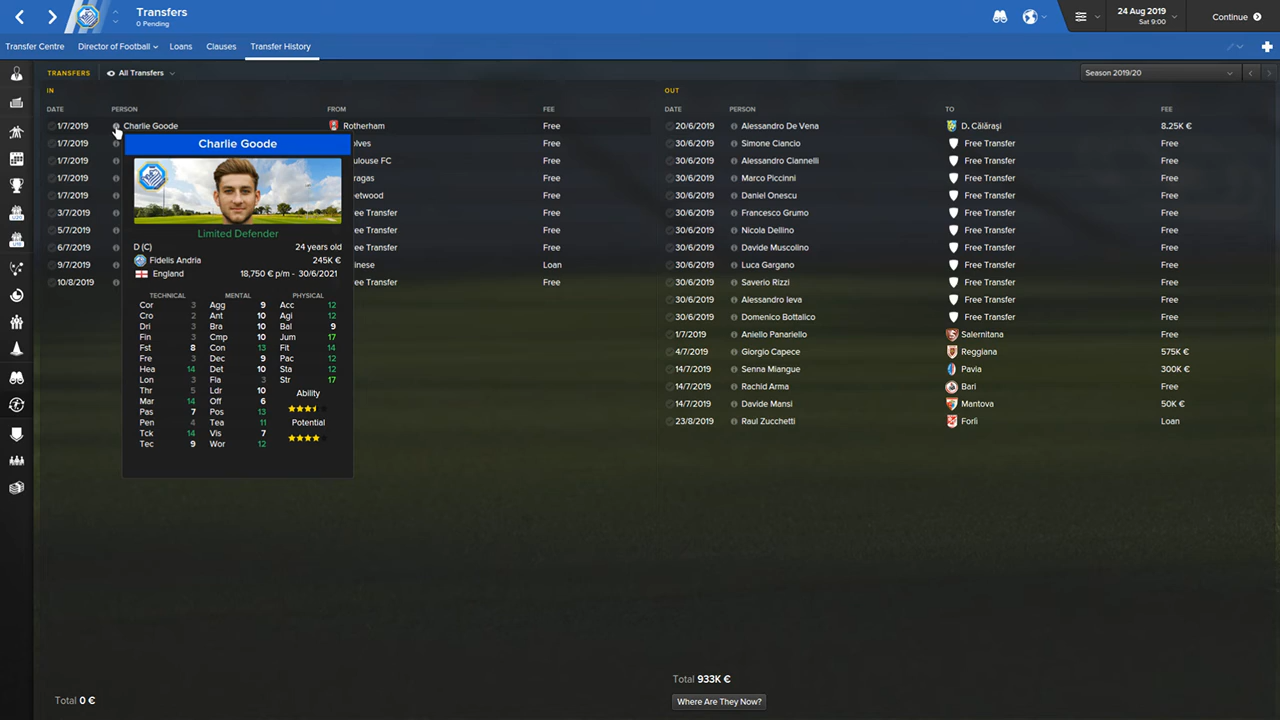 Transfers
0 Pending
24 Aug 2019
Sat 9:00
Continue
Transfer Centre Director of Football Loans Clauses Transfer History
TRANSFERS All Transfers Season 2019/20
IN
DATE PERSON FROM FEE
1/7/2019 Charlie Goode Rotherham Free
1/7/2019 olves Free
1/7/2019 ulouse FC Free
1/7/2019 ragas Free
1/7/2019 eetwood Free
3/7/2019 ee Transfer Free
5/7/2019 ee Transfer Free
6/7/2019 ee Transfer Free
9/7/2019 inese Loan
10/8/2019 ee Transfer Free
Charlie Goode
Limited Defender
D (C) 24 years old
Fidelis Andria 245K €
England 18,750 € p/m - 30/6/2021
TECHNICAL MENTAL PHYSICAL
Cor 3 Agg 9 Acc 12
Cro 2 Ant 10 Agi 12
Dri 3 Bra 10 Bal 9
Fin 3 Cmp 10 Jum 17
Fst 8 Con 13 Fit 14
Fre 3 Dec 9 Pac 12
Hea 14 Det 10 Sta 12
Lon 3 Fla 3 Str 17
Thr 5 Ldr 10 Ability
Mar 14 Off 6
Pas 7 Pos 13
Pen 4 Tea 11 Potential
Tck 14 Vis 7
Tec 9 Wor 12
Total 0 €
OUT
DATE PERSON TO FEE
20/6/2019 Alessandro De Vena D. Călărași 8.25K €
30/6/2019 Simone Ciancio Free Transfer Free
30/6/2019 Alessandro Ciannelli Free Transfer Free
30/6/2019 Marco Piccinni Free Transfer Free
30/6/2019 Daniel Onescu Free Transfer Free
30/6/2019 Francesco Grumo Free Transfer Free
30/6/2019 Nicola Dellino Free Transfer Free
30/6/2019 Davide Muscolino Free Transfer Free
30/6/2019 Luca Gargano Free Transfer Free
30/6/2019 Saverio Rizzi Free Transfer Free
30/6/2019 Alessandro Ieva Free Transfer Free
30/6/2019 Domenico Bottalico Free Transfer Free
1/7/2019 Aniello Panariello Salernitana Free
4/7/2019 Giorgio Capece Reggiana 575K €
14/7/2019 Senna Miangue Pavia 300K €
14/7/2019 Rachid Arma Bari Free
14/7/2019 Davide Mansi Mantova 50K €
23/8/2019 Raul Zucchetti Forlì Loan
Total 933K €
Where Are They Now?